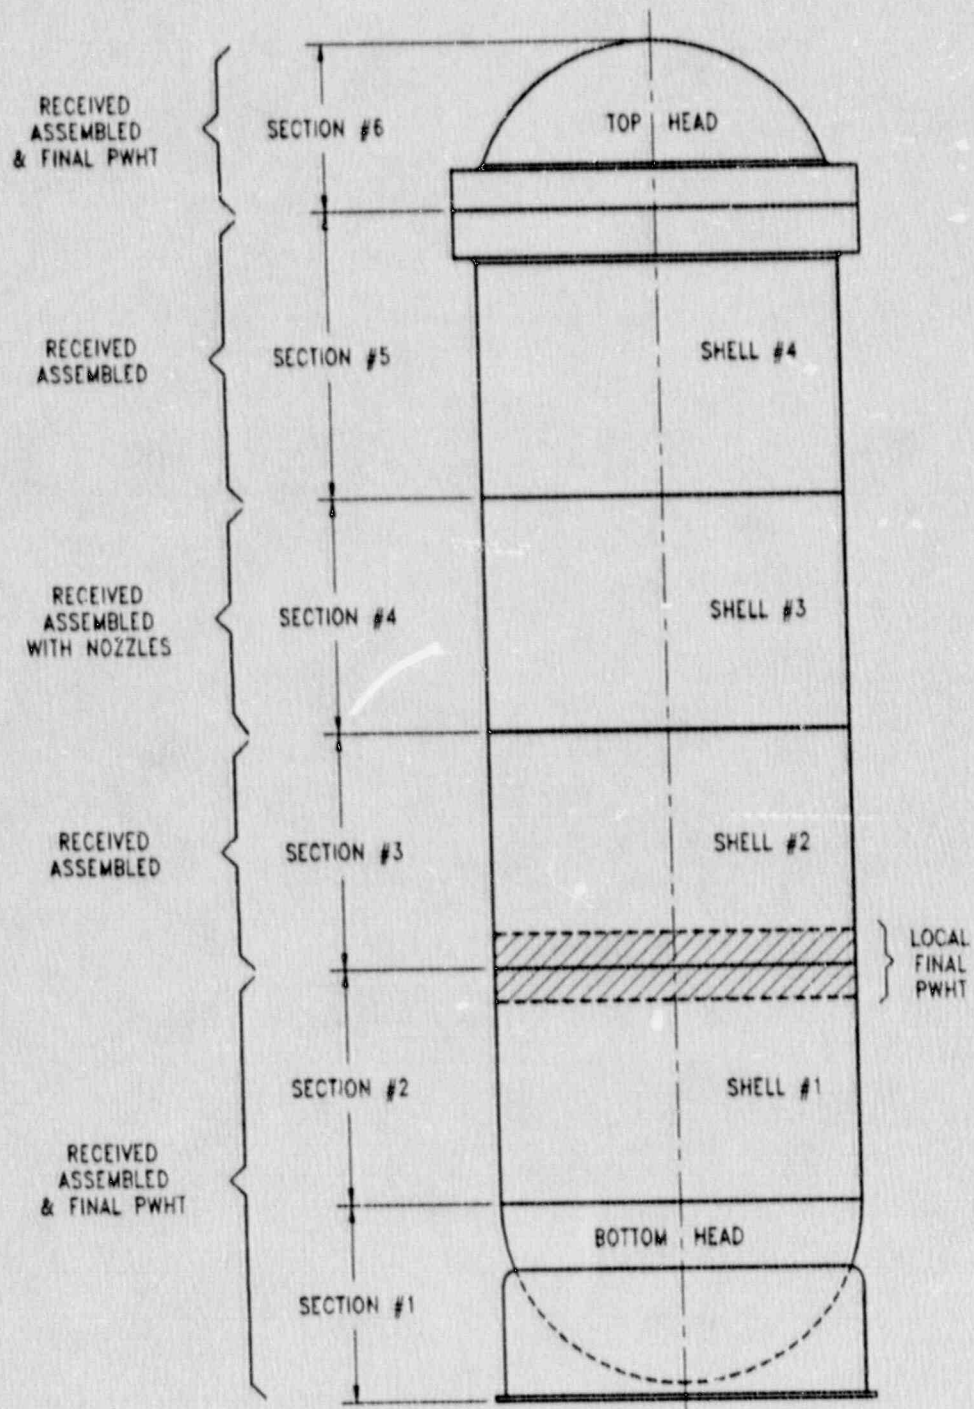 RECEIVED
ASSEMBLED
& FINAL PWHT
SECTION #6
TOP HEAD
RECEIVED
ASSEMBLED
SECTION #5
SHELL #4
RECEIVED
ASSEMBLED
WITH NOZZLES
SECTION #4
SHELL #3
RECEIVED
ASSEMBLED
SECTION #3
SHELL #2
LOCAL
FINAL
PWHT
RECEIVED
ASSEMBLED
& FINAL PWHT
SECTION #2
SHELL #1
BOTTOM HEAD
SECTION #1